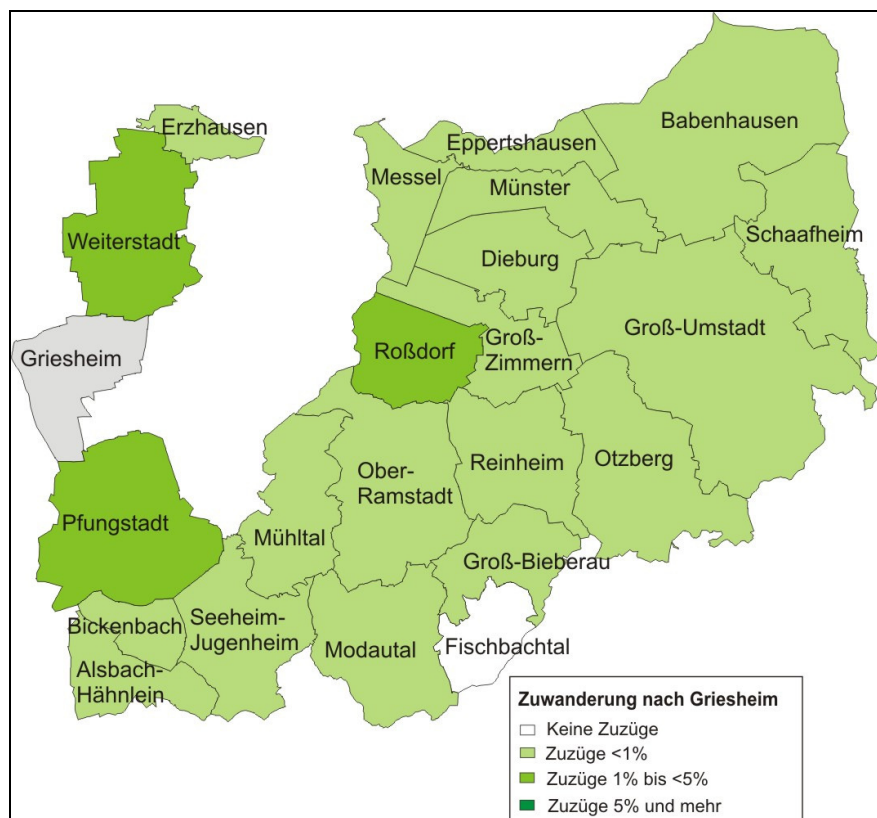 Erzhausen
Babenhausen
Eppertshausen
Messel
Münster
Weiterstadt
Schaafheim
Dieburg
Groß-Umstadt
Griesheim
Roßdorf
Groß-
Zimmern
Ober-
Ramstadt
Reinheim
Otzberg
Pfungstadt
Mühltal
Groß-Bieberau
Bickenbach
Seeheim-
Jugenheim
Modautal
Fischbachtal
Alsbach-
Hähnlein
Zuwanderung nach Griesheim
Keine Zuzüge
Zuzüge <1%
Zuzüge 1% bis <5%
Zuzüge 5% und mehr